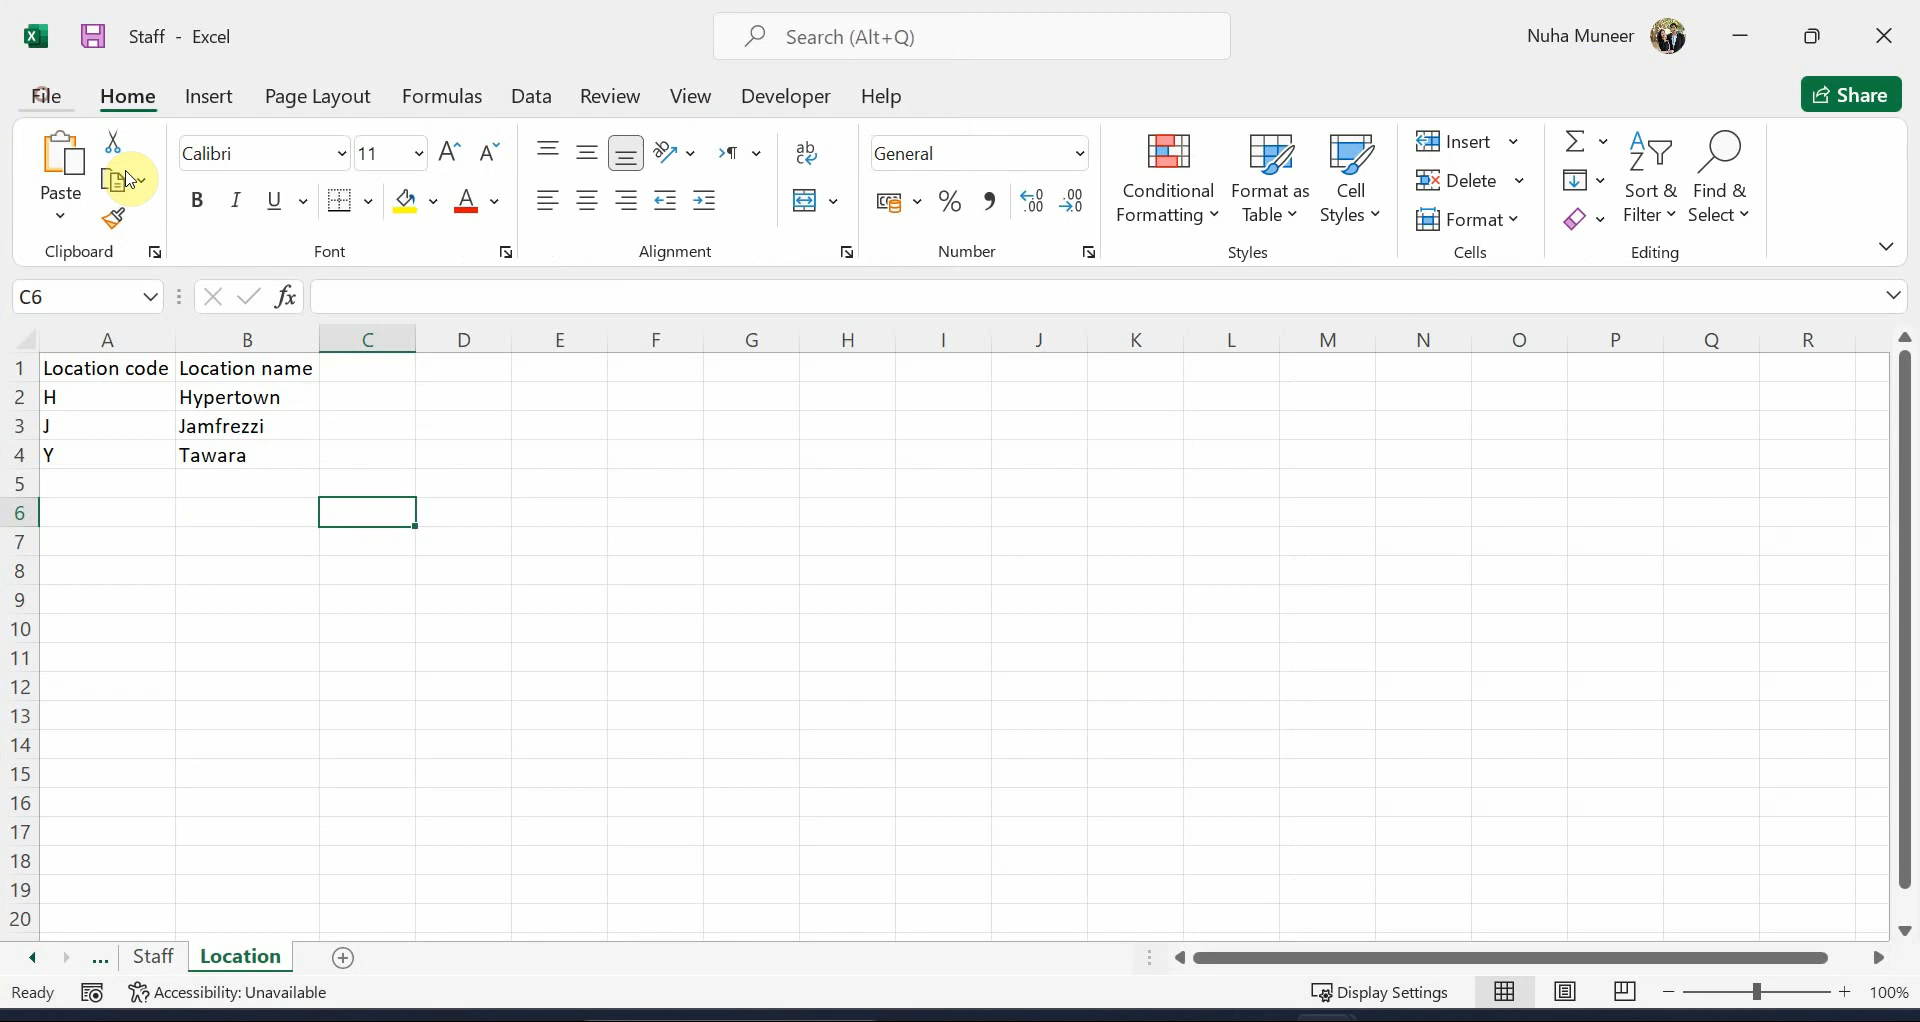 Staff - Excel
Search (Alt+Q)
Nuha Muneer
File Home Insert Page Layout Formulas Data Review View Developer Help
Share
Paste
Clipboard
Calibri 11
B I U A
Font
ab
Alignment
General
% , .00
Number
Conditional Formatting
Format as Table
Cell Styles
Styles
Insert
Delete
Format
Cells
Sort & Filter
Find & Select
Editing
C6
fx
A B C D E F G H I J K L M N O P Q R
1 Location code Location name
2 H Hypertown
3 J Jamfrezzi
4 Y Tawara
5
6
7
8
9
10
11
12
13
14
15
16
17
18
19
20
... Staff Location
Ready Accessibility: Unavailable Display Settings 100%